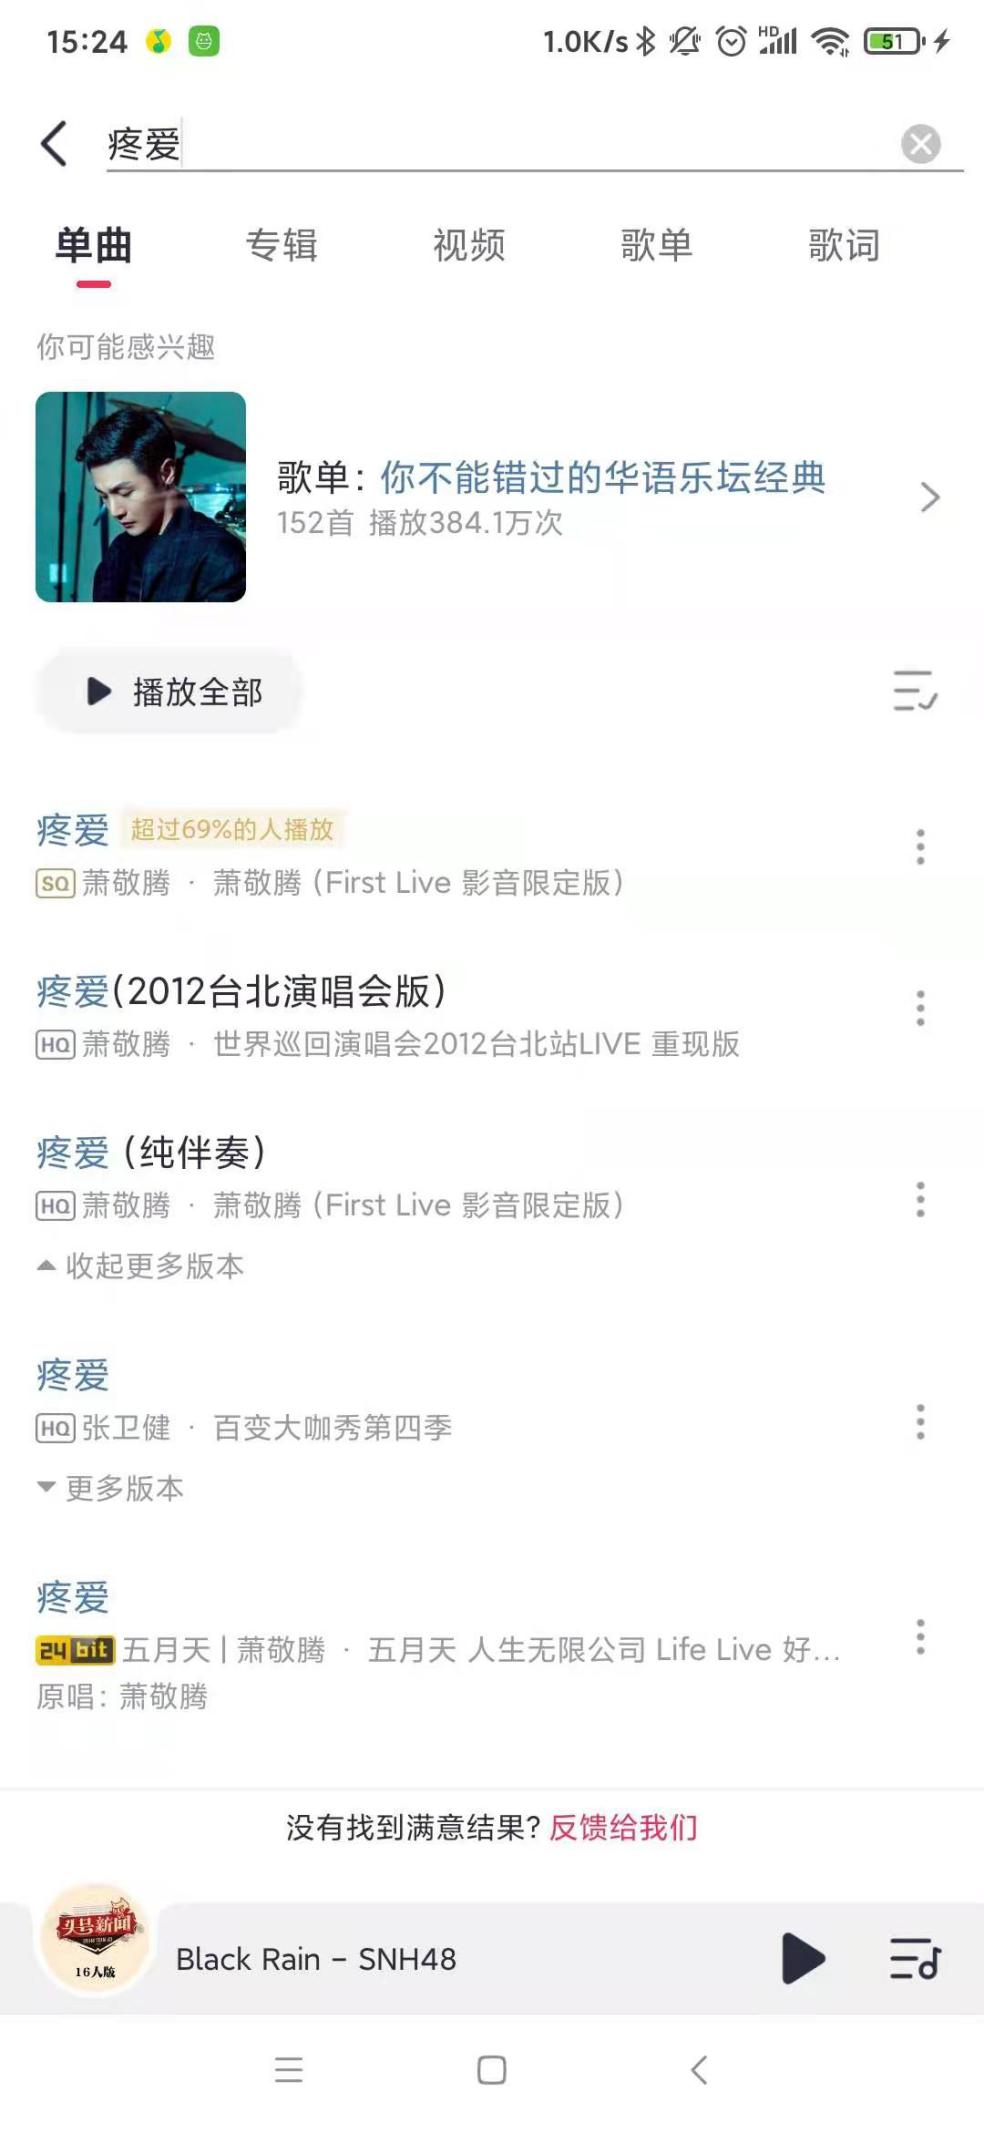 15:24
1.0K/s
HD
51
疼爱
单曲 专辑 视频 歌单 歌词
你可能感兴趣
歌单：你不能错过的华语乐坛经典
152首 播放384.1万次
播放全部
疼爱 超过69%的人播放
SQ 萧敬腾 · 萧敬腾（First Live 影音限定版）
疼爱(2012台北演唱会版)
HQ 萧敬腾 · 世界巡回演唱会2012台北站LIVE 重现版
疼爱（纯伴奏）
HQ 萧敬腾 · 萧敬腾（First Live 影音限定版）
收起更多版本
疼爱
HQ 张卫健 · 百变大咖秀第四季
更多版本
疼爱
24 bit 五月天 | 萧敬腾 · 五月天 人生无限公司 Life Live 好...
原唱：萧敬腾
没有找到满意结果？反馈给我们
头号新闻
16人版
Black Rain - SNH48